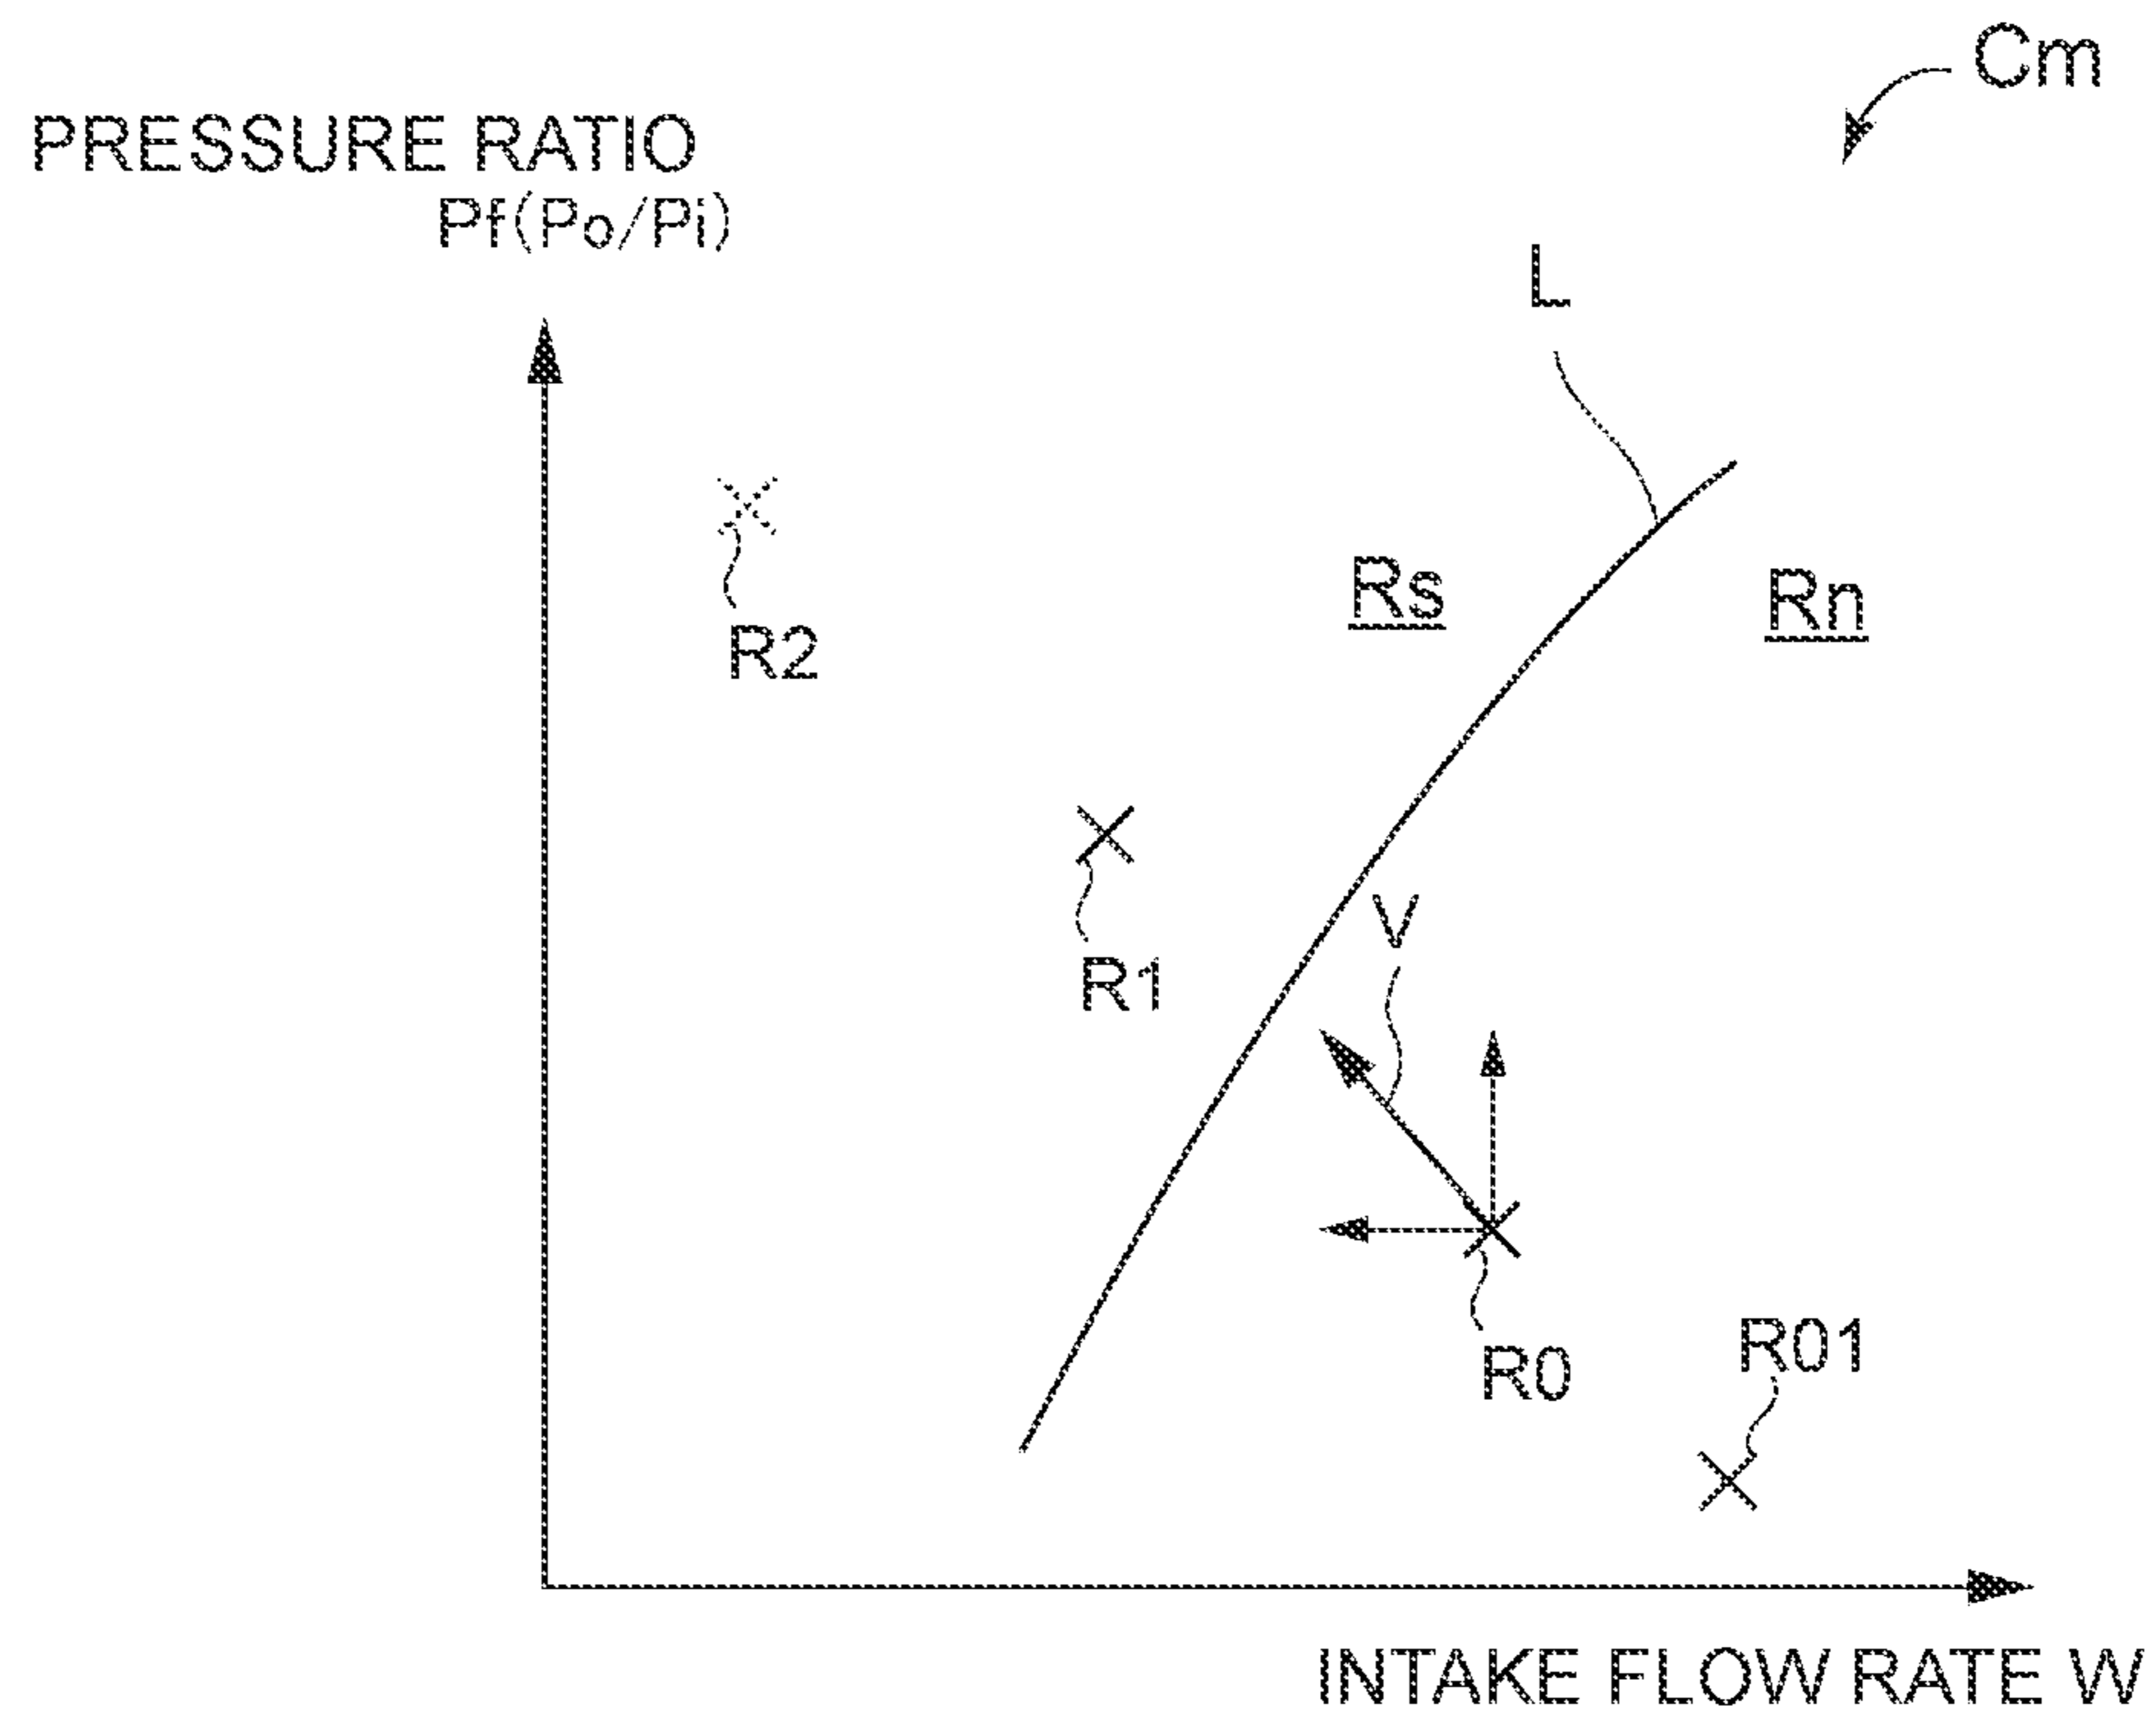 Cm
PRESSURE RATIO
Pf(Po/Pi)
L
Rs
Rn
R2
V
R1
R01
R0
INTAKE FLOW RATE W